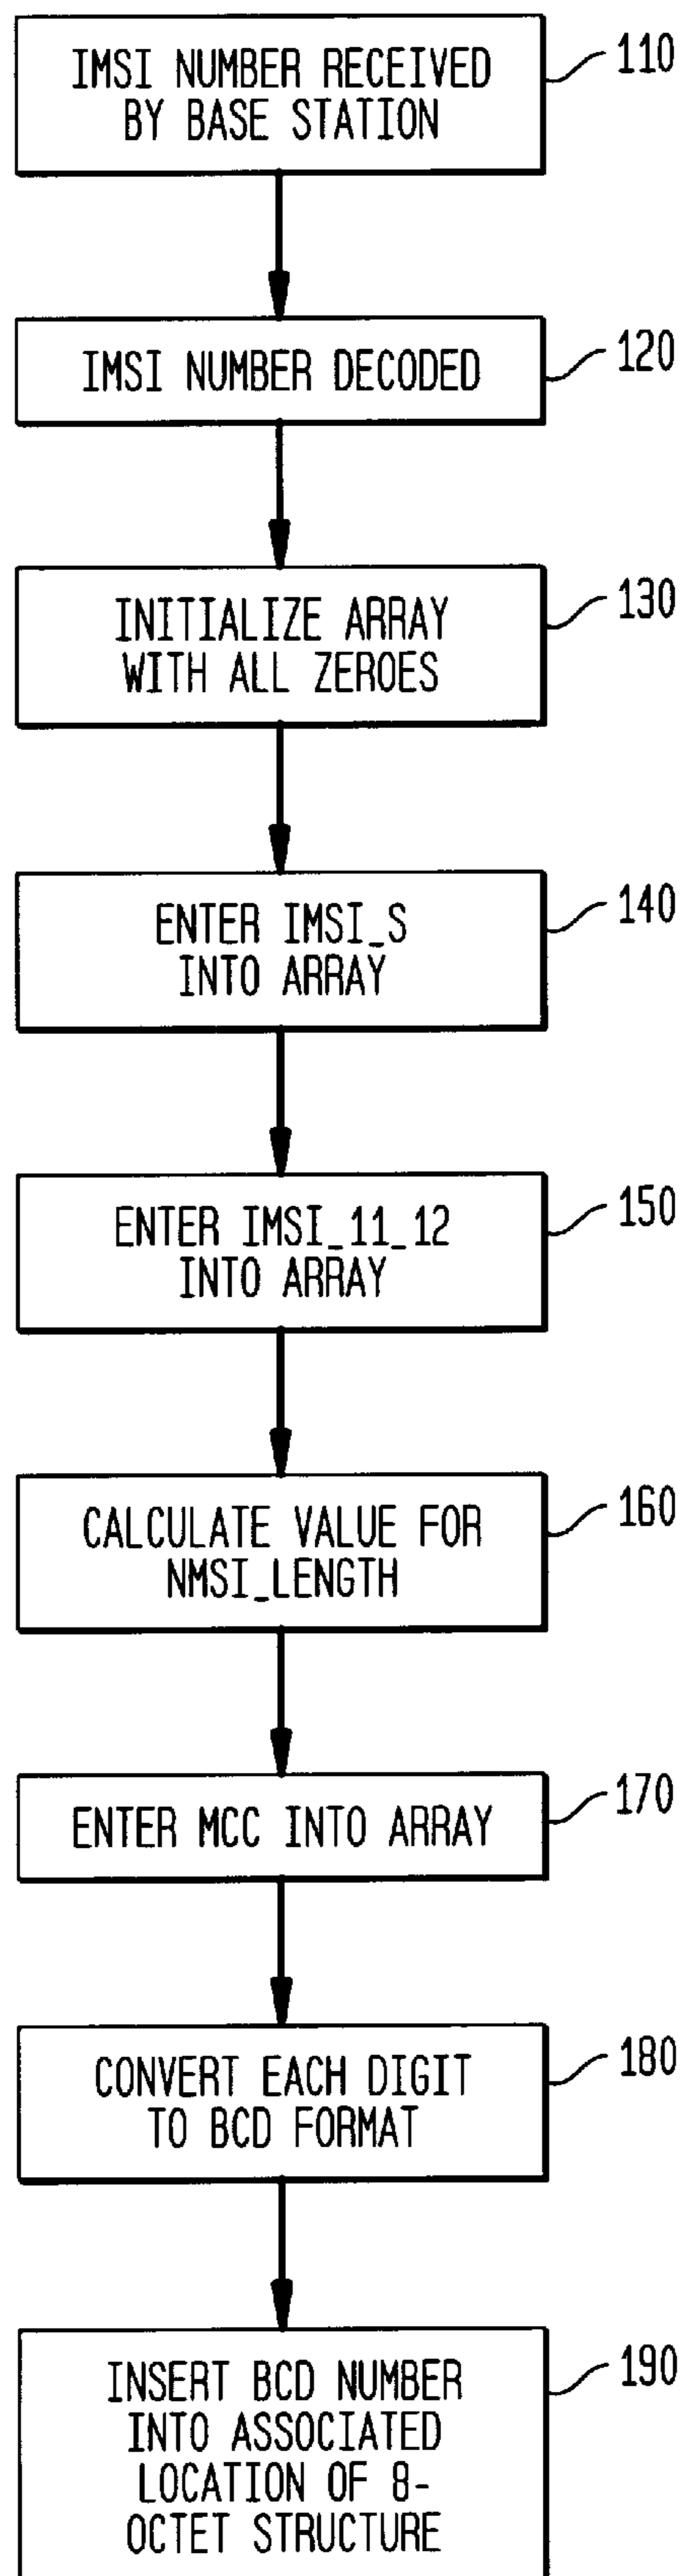 IMSI NUMBER RECEIVED
BY BASE STATION
110
IMSI NUMBER DECODED
120
INITIALIZE ARRAY
WITH ALL ZEROES
130
ENTER IMSI_S
INTO ARRAY
140
ENTER IMSI_11_12
INTO ARRAY
150
CALCULATE VALUE FOR
NMSI_LENGTH
160
ENTER MCC INTO ARRAY
170
CONVERT EACH DIGIT
TO BCD FORMAT
180
INSERT BCD NUMBER
INTO ASSOCIATED
LOCATION OF 8-
OCTET STRUCTURE
190